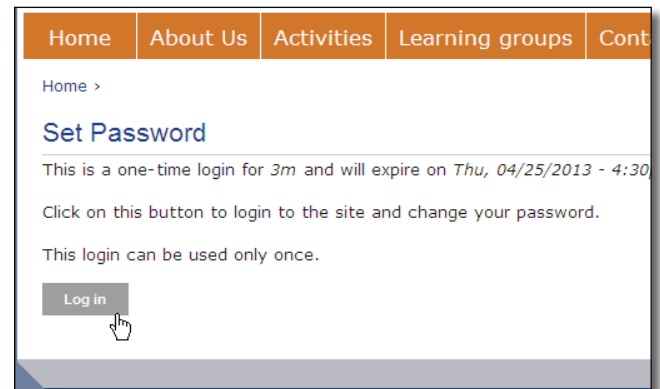 Home About Us Activities Learning groups Cont
Home ›
Set Password
This is a one-time login for 3m and will expire on Thu, 04/25/2013 - 4:30
Click on this button to login to the site and change your password.
This login can be used only once.
Log in